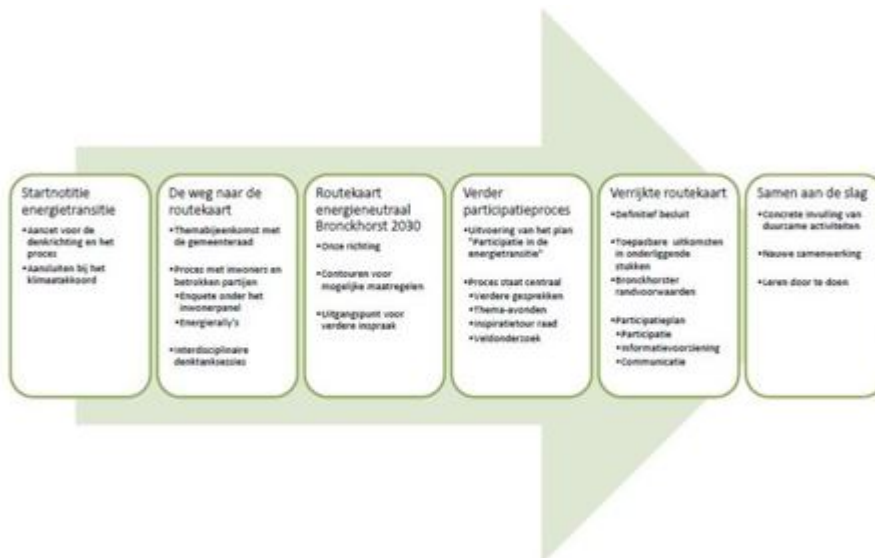 Startnotitie
energietransitie
•Aanzet voor de
denkrichting en het
proces
•Aansluiten bij het
klimaatakkoord
De weg naar de
routekaart
•Themabijeenkomst met
de gemeenteraad
•Proces met inwoners en
betrokken partijen
•Enquete onder het
inwonerpanel
•Energierally's
•Interdisciplinaire
denktanksessies
Routekaart
energieneutraal
Bronckhorst 2030
•Onze richting
•Contouren voor
mogelijke maatregelen
•Uitgangspunt voor
verdere inspraak
Verder
participatieproces
•Uitvoering van het plan
"Participatie in de
energietransitie"
•Proces staat centraal
•Verdere gesprekken
•Thema-avonden
•Inspiratietour raad
•Veldonderzoek
Verrijkte routekaart
•Definitief besluit
•Toepasbare uitkomsten
in onderliggende
stukken
•Bronckhorster
randvoorwaarden
•Participatieplan
•Participatie
•Informatievoorziening
•Communicatie
Samen aan de slag
•Concrete invulling van
duurzame activiteiten
•Nauwe samenwerking
•Leren door te doen